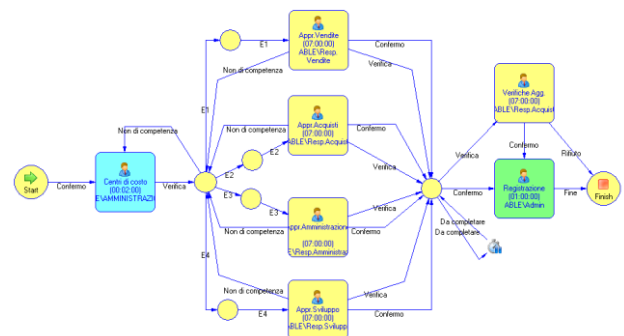 Start
Confermo
Non di competenza
Centri di costo
(00:02:00)
E\AMMINISTRAZI
Verifica
E1
E1
Appr.Vendite
(07:00:00)
ABLE\Resp.
Vendite
Non di competenza
Confermo
Verifica
E2
E2
Non di competenza
Appr.Acquisti
(07:00:00)
ABLE\Resp.Acquist
Confermo
Verifica
E3
E3
Non di competenza
Appr.Amministrazion
(07:00:00)
E\Resp.Amministra
Verifica
Confermo
E4
E4
Non di competenza
Appr.Sviluppo
(07:00:00)
ABLE\Resp.Svilupp
Verifica
Confermo
Verifica
Verifiche Agg.
(07:00:00)
ABLE\Resp.Acquist
Confermo
Rifiuto
Confermo
Registrazione
(01:00:00)
ABLE\Admin
Fine
Finish
Da completare
Da completare